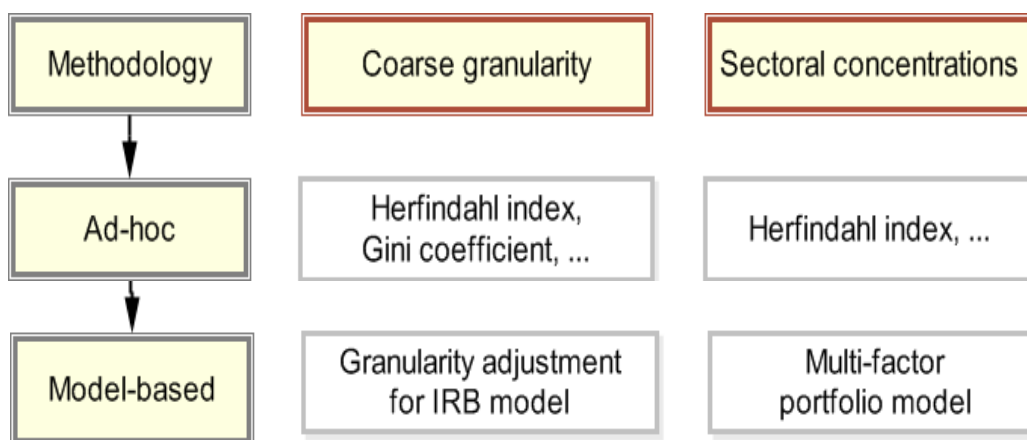 Methodology
Coarse granularity
Sectoral concentrations
Ad-hoc
Herfindahl index,
Gini coefficient, ...
Herfindahl index, ...
Model-based
Granularity adjustment
for IRB model
Multi-factor
portfolio model